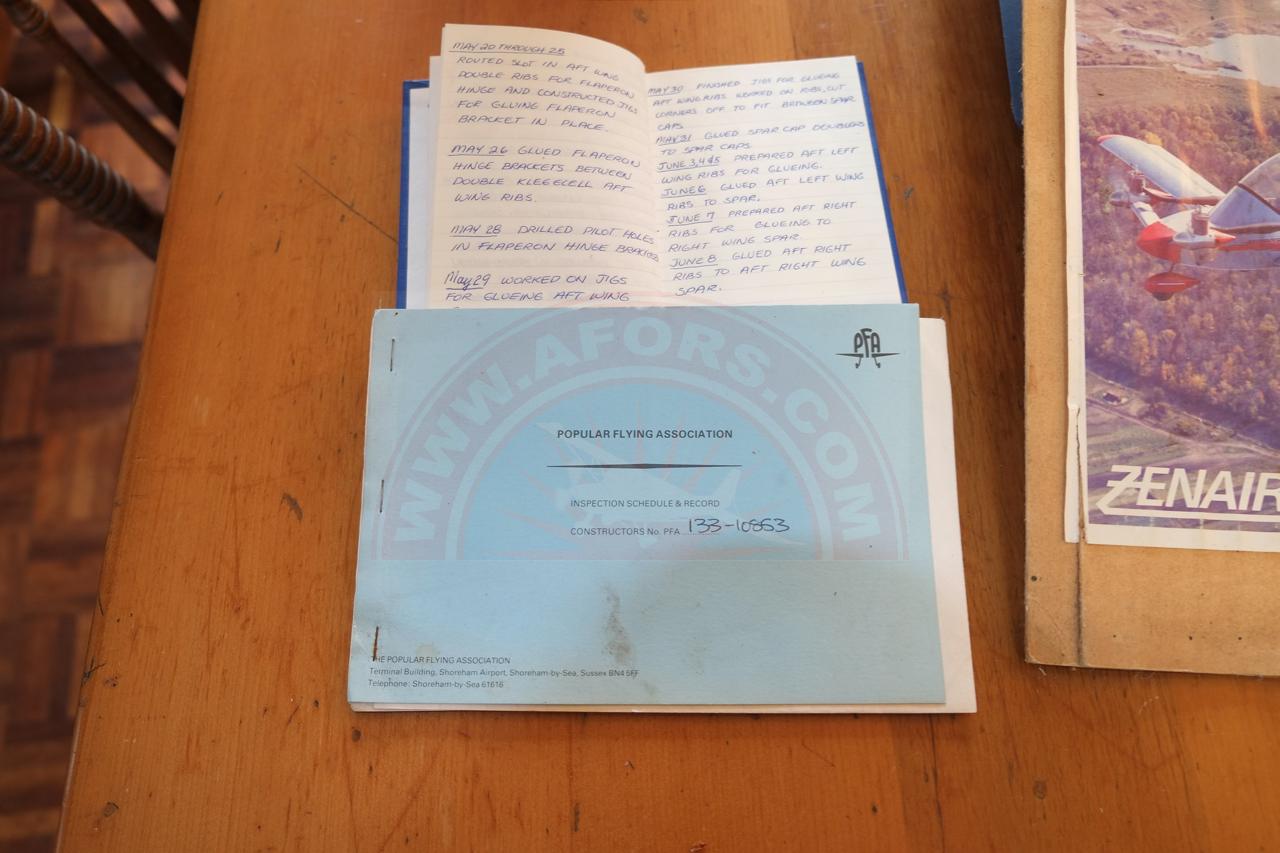 MAY 20 THROUGH 25
ROUTED SLOT IN AFT WING
DOUBLE RIBS FOR FLAPERON
HINGE AND CONSTRUCTED JIGS
FOR GLUING FLAPERON
BRACKET IN PLACE.
MAY 26 GLUED FLAPERON
HINGE BRACKETS BETWEEN
DOUBLE KLEGECELL AFT
WING RIBS.
MAY 28 DRILLED PILOT HOLES
IN FLAPERON HINGE BRACKETS
May 29 WORKED ON JIGS
FOR GLUEING AFT WING
MAY 30 FINISHED JIGS FOR GLUEING
AFT WING RIBS WORKED ON RIBS, CUT
CORNERS OFF TO FIT BETWEEN SPAR
CAPS
MAY 31 GLUED SPAR CAP DOUBLERS
TO SPAR CAPS.
JUNE 3,4&5 PREPARED AFT LEFT
WING RIBS FOR GLUEING.
JUNE 6 GLUED AFT LEFT WING
RIBS TO SPAR.
JUNE 7 PREPARED AFT RIGHT
RIBS FOR GLUEING TO
RIGHT WING SPAR.
JUNE 8 GLUED AFT RIGHT
RIBS TO AFT RIGHT WING
SPAR.
PFA
WWW.AFORS.COM
POPULAR FLYING ASSOCIATION
INSPECTION SCHEDULE & RECORD
CONSTRUCTORS No. PFA 133-10863
THE POPULAR FLYING ASSOCIATION
Terminal Building, Shoreham Airport, Shoreham-by-Sea, Sussex BN4 5FF
Telephone: Shoreham-by-Sea 61616
ZENAIR